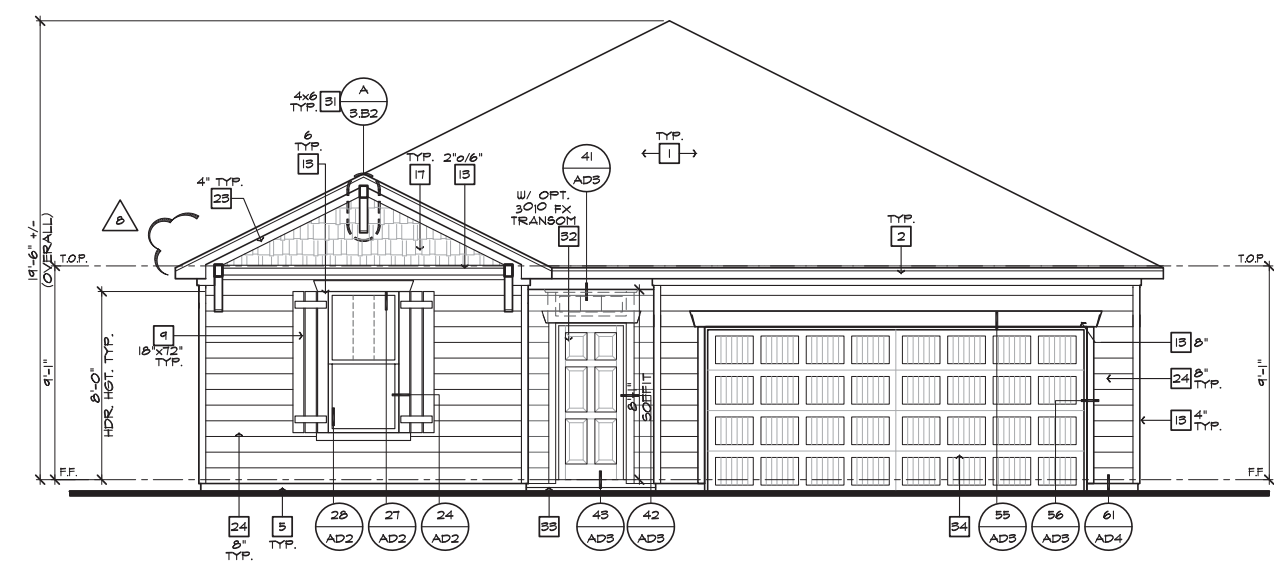 4x6
TYP.
31
A
3.B2
6
TYP.
13
TYP.
17
2"o/6"
13
4" TYP.
23
8
41
AD3
TYP.
1
W/ OPT.
3010 FX
TRANSOM
32
TYP.
2
19'-6" +/-
(OVERALL)
T.O.P.
T.O.P.
9'-1"
8'-0"
HDR. HGT. TYP.
9
18"x72"
TYP.
8'-1"
SOFFIT
13 8"
24 8"
TYP.
13 4"
TYP.
9'-1"
F.F.
F.F.
24
8"
TYP.
5
TYP.
28
AD2
27
AD2
24
AD2
33
43
AD3
42
AD3
34
55
AD3
56
AD3
61
AD4